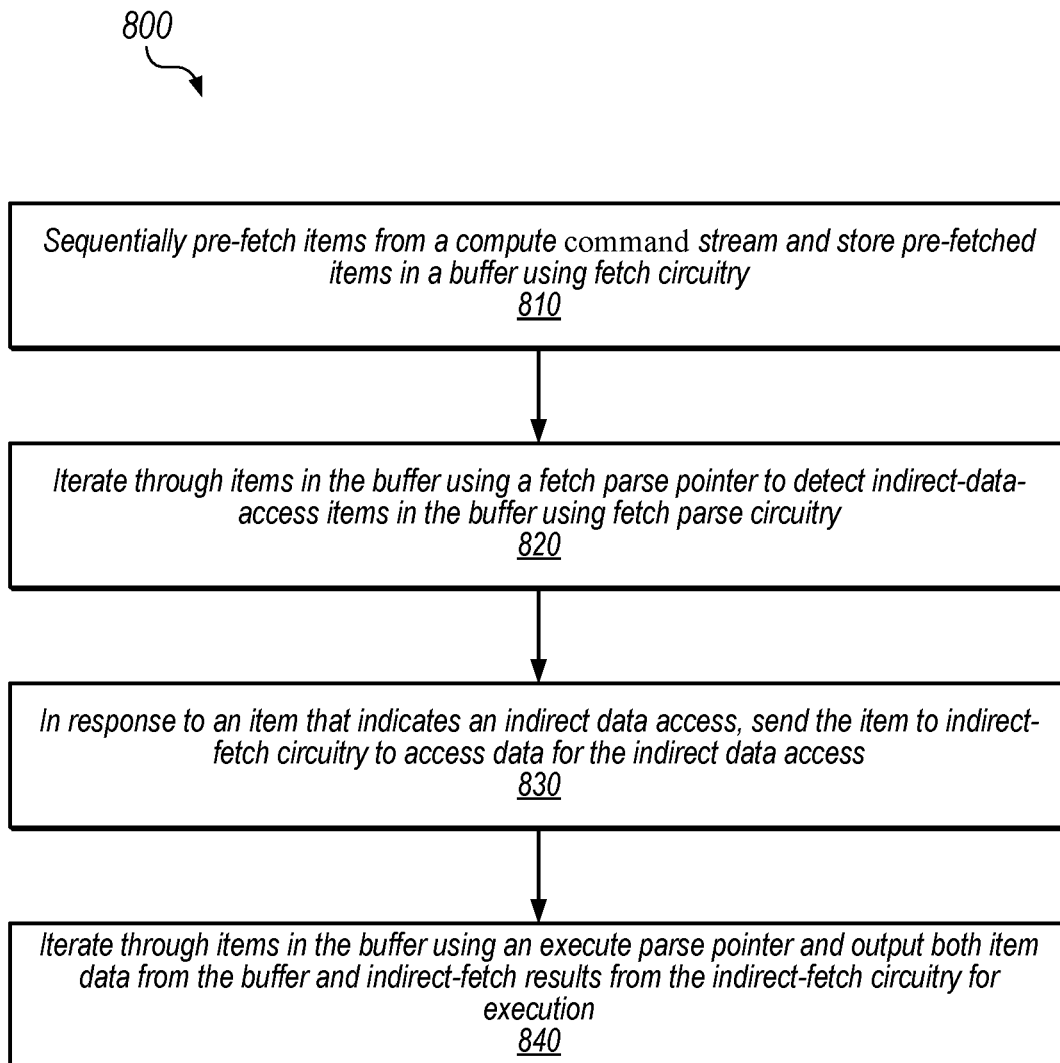 800
Sequentially pre-fetch items from a compute command stream and store pre-fetched
items in a buffer using fetch circuitry
810
Iterate through items in the buffer using a fetch parse pointer to detect indirect-data-
access items in the buffer using fetch parse circuitry
820
In response to an item that indicates an indirect data access, send the item to indirect-
fetch circuitry to access data for the indirect data access
830
Iterate through items in the buffer using an execute parse pointer and output both item
data from the buffer and indirect-fetch results from the indirect-fetch circuitry for
execution
840